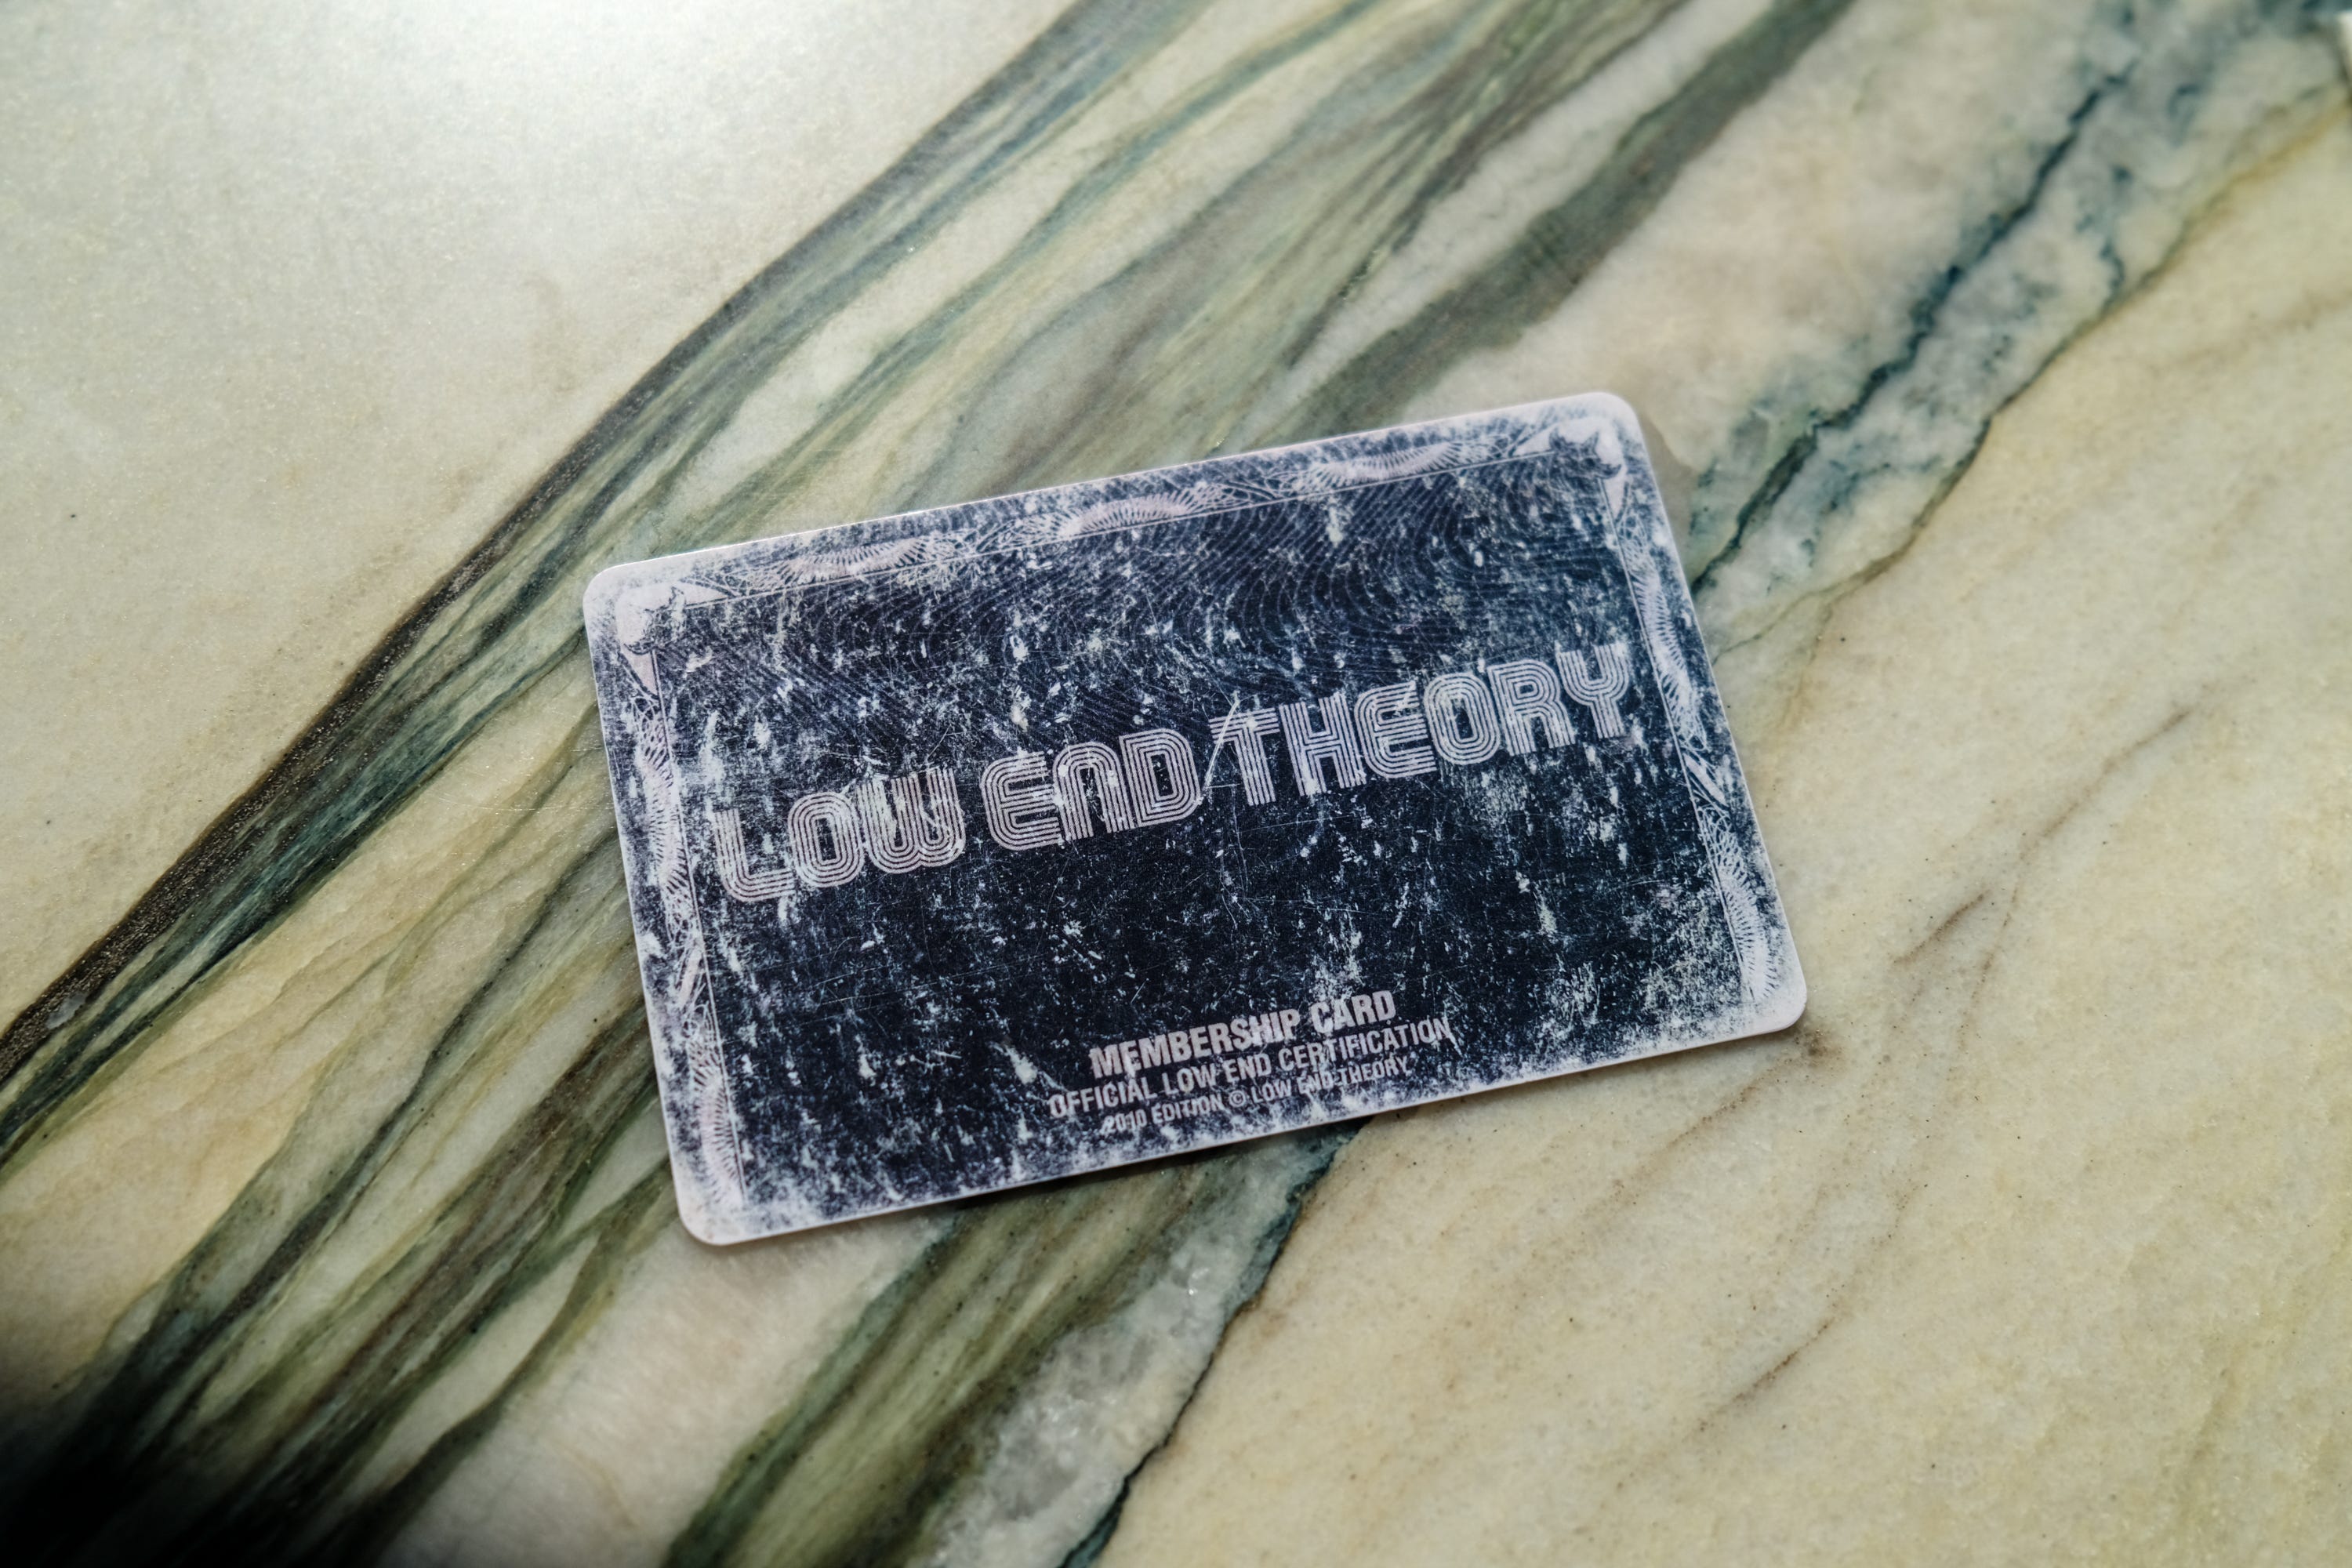 LOW END THEORY
MEMBERSHIP CARD
OFFICIAL LOW END CERTIFICATION
2010 EDITION © LOW END THEORY